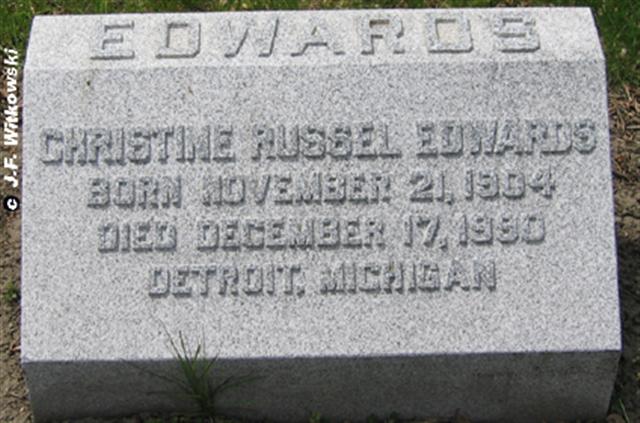 EDWARDS
CHRISTINE RUSSEL EDWARDS
BORN NOVEMBER 21, 1904
DIED DECEMBER 17, 1990
DETROIT, MICHIGAN
© J.F. Witkowski